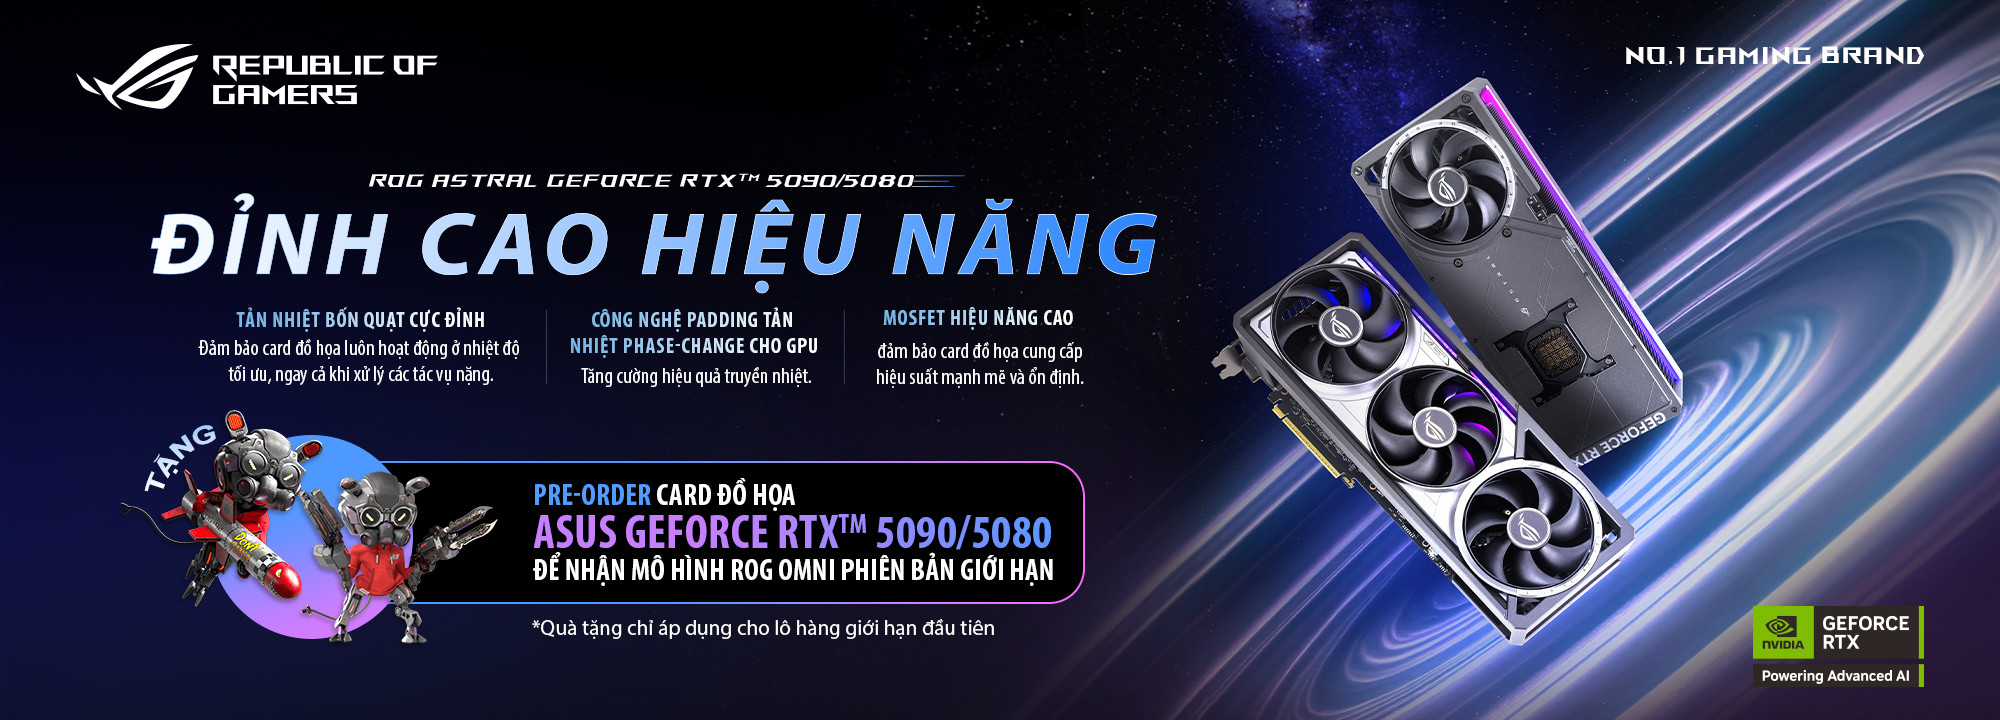 REPUBLIC OF
GAMERS
NO.1 GAMING BRAND
ROG ASTRAL GEFORCE RTX™ 5090/5080
ĐỈNH CAO HIỆU NĂNG
TẢN NHIỆT BỐN QUẠT CỰC ĐỈNH
Đảm bảo card đồ họa luôn hoạt động ở nhiệt độ
tối ưu, ngay cả khi xử lý các tác vụ nặng.
CÔNG NGHỆ PADDING TẢN
NHIỆT PHASE-CHANGE CHO GPU
Tăng cường hiệu quả truyền nhiệt.
MOSFET HIỆU NĂNG CAO
đảm bảo card đồ họa cung cấp
hiệu suất mạnh mẽ và ổn định.
TẶNG
PRE-ORDER CARD ĐỒ HỌA
ASUS GEFORCE RTX™ 5090/5080
ĐỂ NHẬN MÔ HÌNH ROG OMNI PHIÊN BẢN GIỚI HẠN
*Quà tặng chỉ áp dụng cho lô hàng giới hạn đầu tiên
GEFORCE RTX
NVIDIA
GEFORCE
RTX
Powering Advanced AI